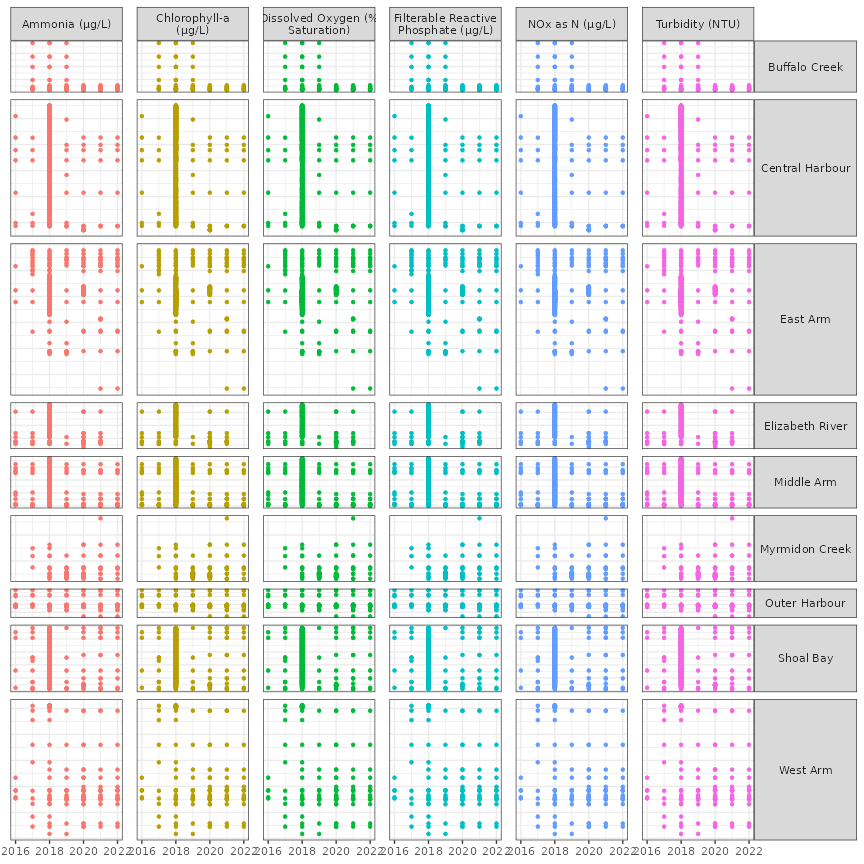 Ammonia (µg/L)
Chlorophyll-a
(µg/L)
Dissolved Oxygen (%
Saturation)
Filterable Reactive
Phosphate (µg/L)
NOx as N (µg/L)
Turbidity (NTU)
Buffalo Creek
Central Harbour
East Arm
Elizabeth River
Middle Arm
Myrmidon Creek
Outer Harbour
Shoal Bay
West Arm
2016 2018 2020 2022
2016 2018 2020 2022
2016 2018 2020 2022
2016 2018 2020 2022
2016 2018 2020 2022
2016 2018 2020 2022